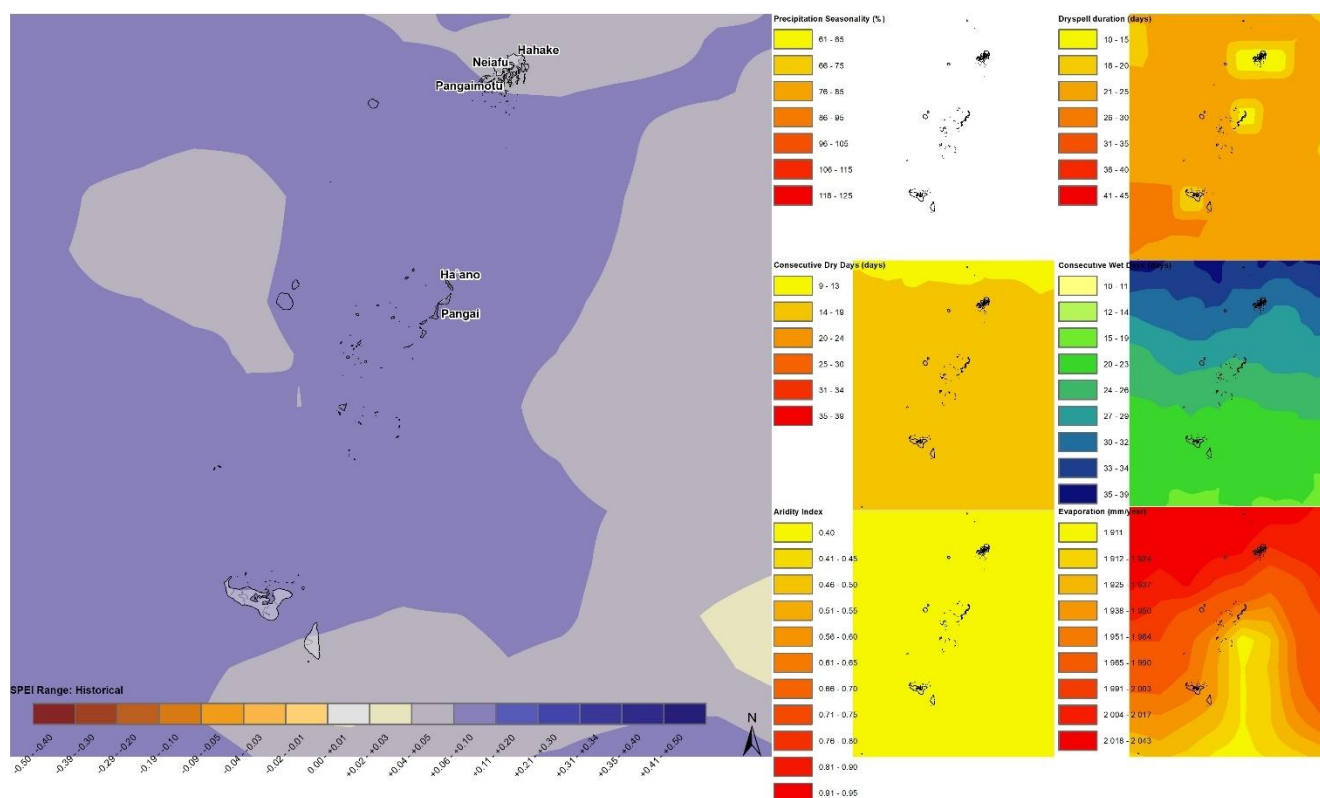 Hahake
Neiafu
Pangaimotu
Ha'ano
Pangai
SPEI Range: Historical
-0.50 - -0.40
-0.39 - -0.30
-0.29 - -0.20
-0.19 - -0.10
-0.09 - -0.05
-0.04 - -0.03
-0.02 - -0.01
0.00 - +0.01
+0.02 - +0.03
+0.04 - +0.05
+0.06 - +0.10
+0.11 - +0.20
+0.21 - +0.30
+0.31 - +0.34
+0.35 - +0.40
+0.41 - +0.50
N
Precipitation Seasonality (%)
61 - 65
66 - 75
76 - 85
86 - 95
96 - 105
106 - 115
116 - 125
Dryspell duration (days)
10 - 15
16 - 20
21 - 25
26 - 30
31 - 35
36 - 40
41 - 45
Consecutive Dry Days (days)
9 - 13
14 - 19
20 - 24
25 - 30
31 - 34
35 - 39
Consecutive Wet Days (days)
10 - 11
12 - 14
15 - 19
20 - 23
24 - 26
27 - 29
30 - 32
33 - 34
35 - 39
Aridity Index
0.40
0.41 - 0.45
0.46 - 0.50
0.51 - 0.55
0.56 - 0.60
0.61 - 0.65
0.66 - 0.70
0.71 - 0.75
0.76 - 0.80
0.81 - 0.90
0.91 - 0.95
Evaporation (mm/year)
1 911
1 912 - 1 924
1 925 - 1 937
1 938 - 1 950
1 951 - 1 964
1 965 - 1 990
1 991 - 2 003
2 004 - 2 017
2 018 - 2 043